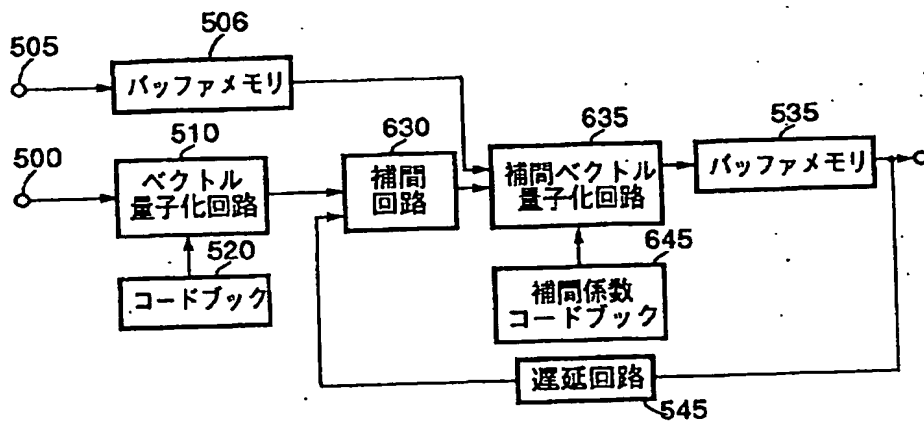 506
505
バッファメモリ
510
630
635
535
500
ベクトル
量子化回路
補間
回路
補間ベクトル
量子化回路
バッファメモリ
520
コードブック
645
補間係数
コードブック
遅延回路
545